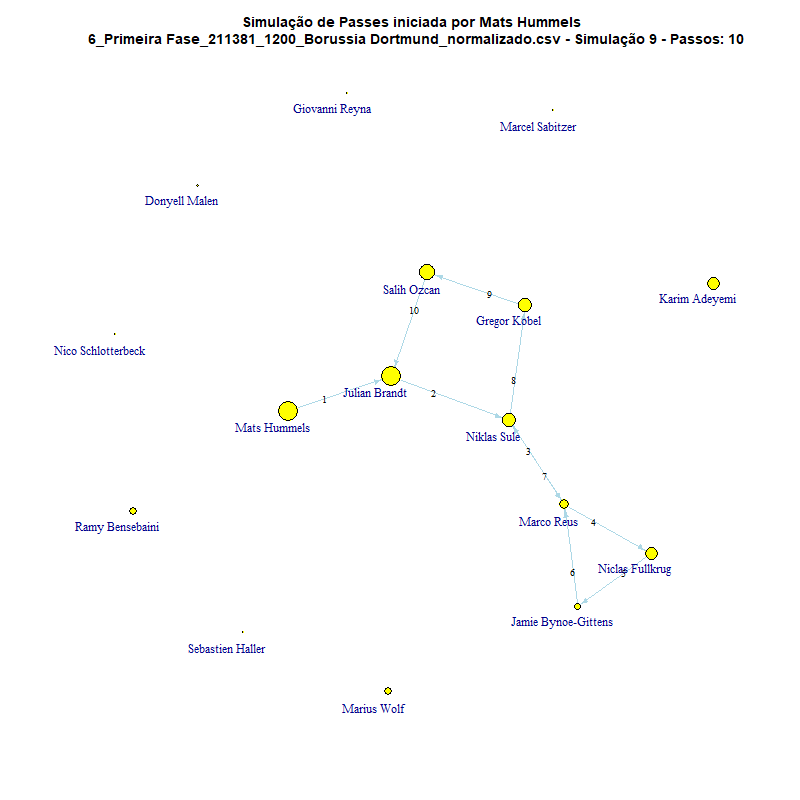 Simulação de Passes iniciada por Mats Hummels
6_Primeira Fase_211381_1200_Borussia Dortmund_normalizado.csv - Simulação 9 - Passos: 10
Giovanni Reyna
Marcel Sabitzer
Donyell Malen
Salih Ozcan
Karim Adeyemi
9
10
Gregor Kobel
Nico Schlotterbeck
8
Julian Brandt
2
1
Mats Hummels
Niklas Sule
3
7
Ramy Bensebaini
Marco Reus
4
Niclas Fullkrug
6
5
Jamie Bynoe-Gittens
Sebastien Haller
Marius Wolf